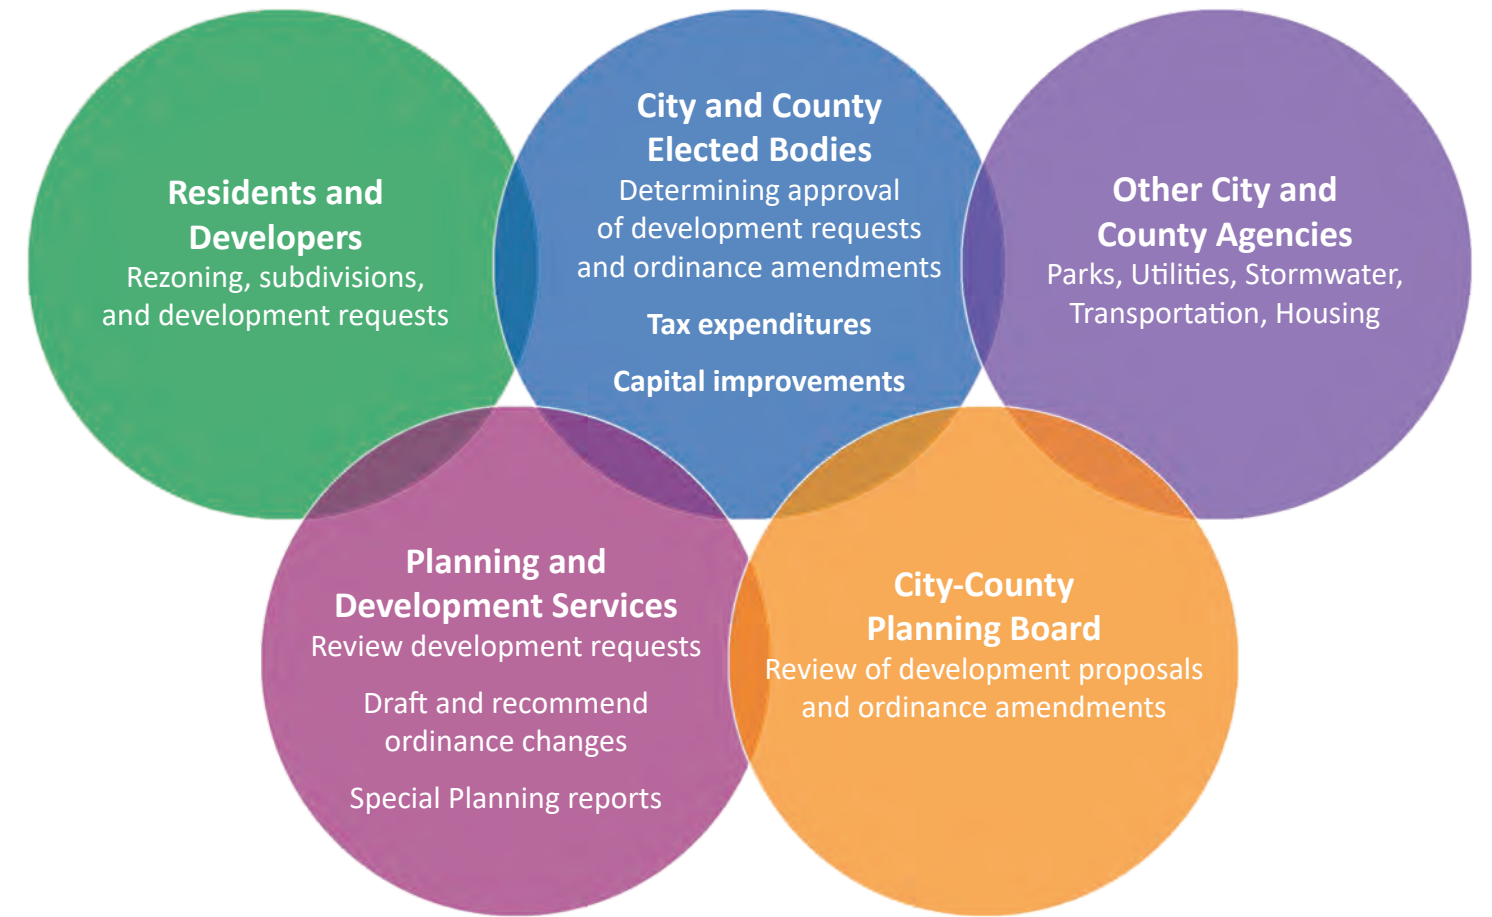 Residents and
Developers
Rezoning, subdivisions,
and development requests
City and County
Elected Bodies
Determining approval
of development requests
and ordinance amendments
Tax expenditures
Capital improvements
Other City and
County Agencies
Parks, Utilities, Stormwater,
Transportation, Housing
Planning and
Development Services
Review development requests
Draft and recommend
ordinance changes
Special Planning reports
City-County
Planning Board
Review of development proposals
and ordinance amendments